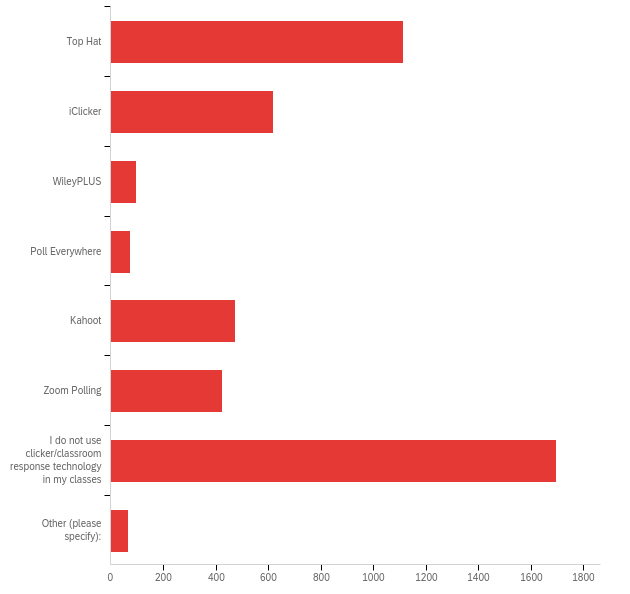 Top Hat
iClicker
WileyPLUS
Poll Everywhere
Kahoot
Zoom Polling
I do not use
clicker/classroom
response technology
in my classes
Other (please
specify):
0 200 400 600 800 1000 1200 1400 1600 1800